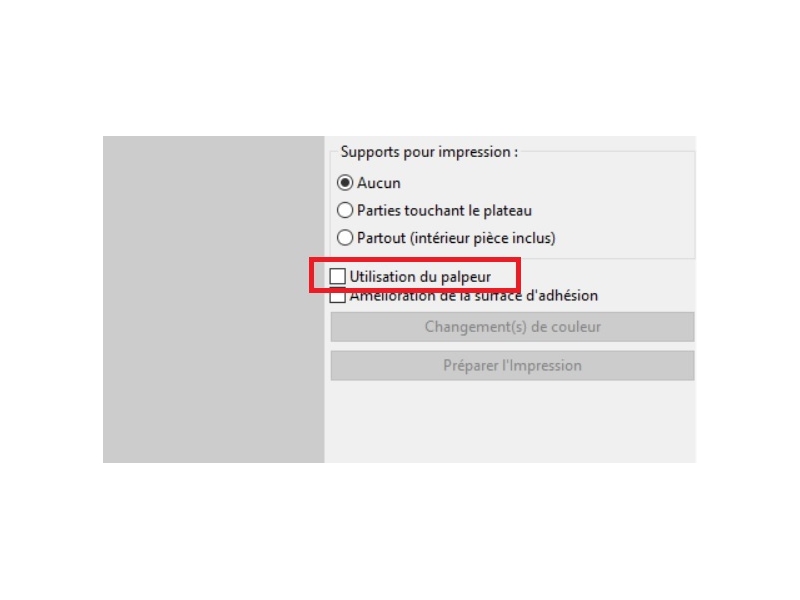 Supports pour impression :
Aucun
Parties touchant le plateau
Partout (intérieur pièce inclus)
Utilisation du palpeur
Amélioration de la surface d'adhésion
Changement(s) de couleur
Préparer l'Impression